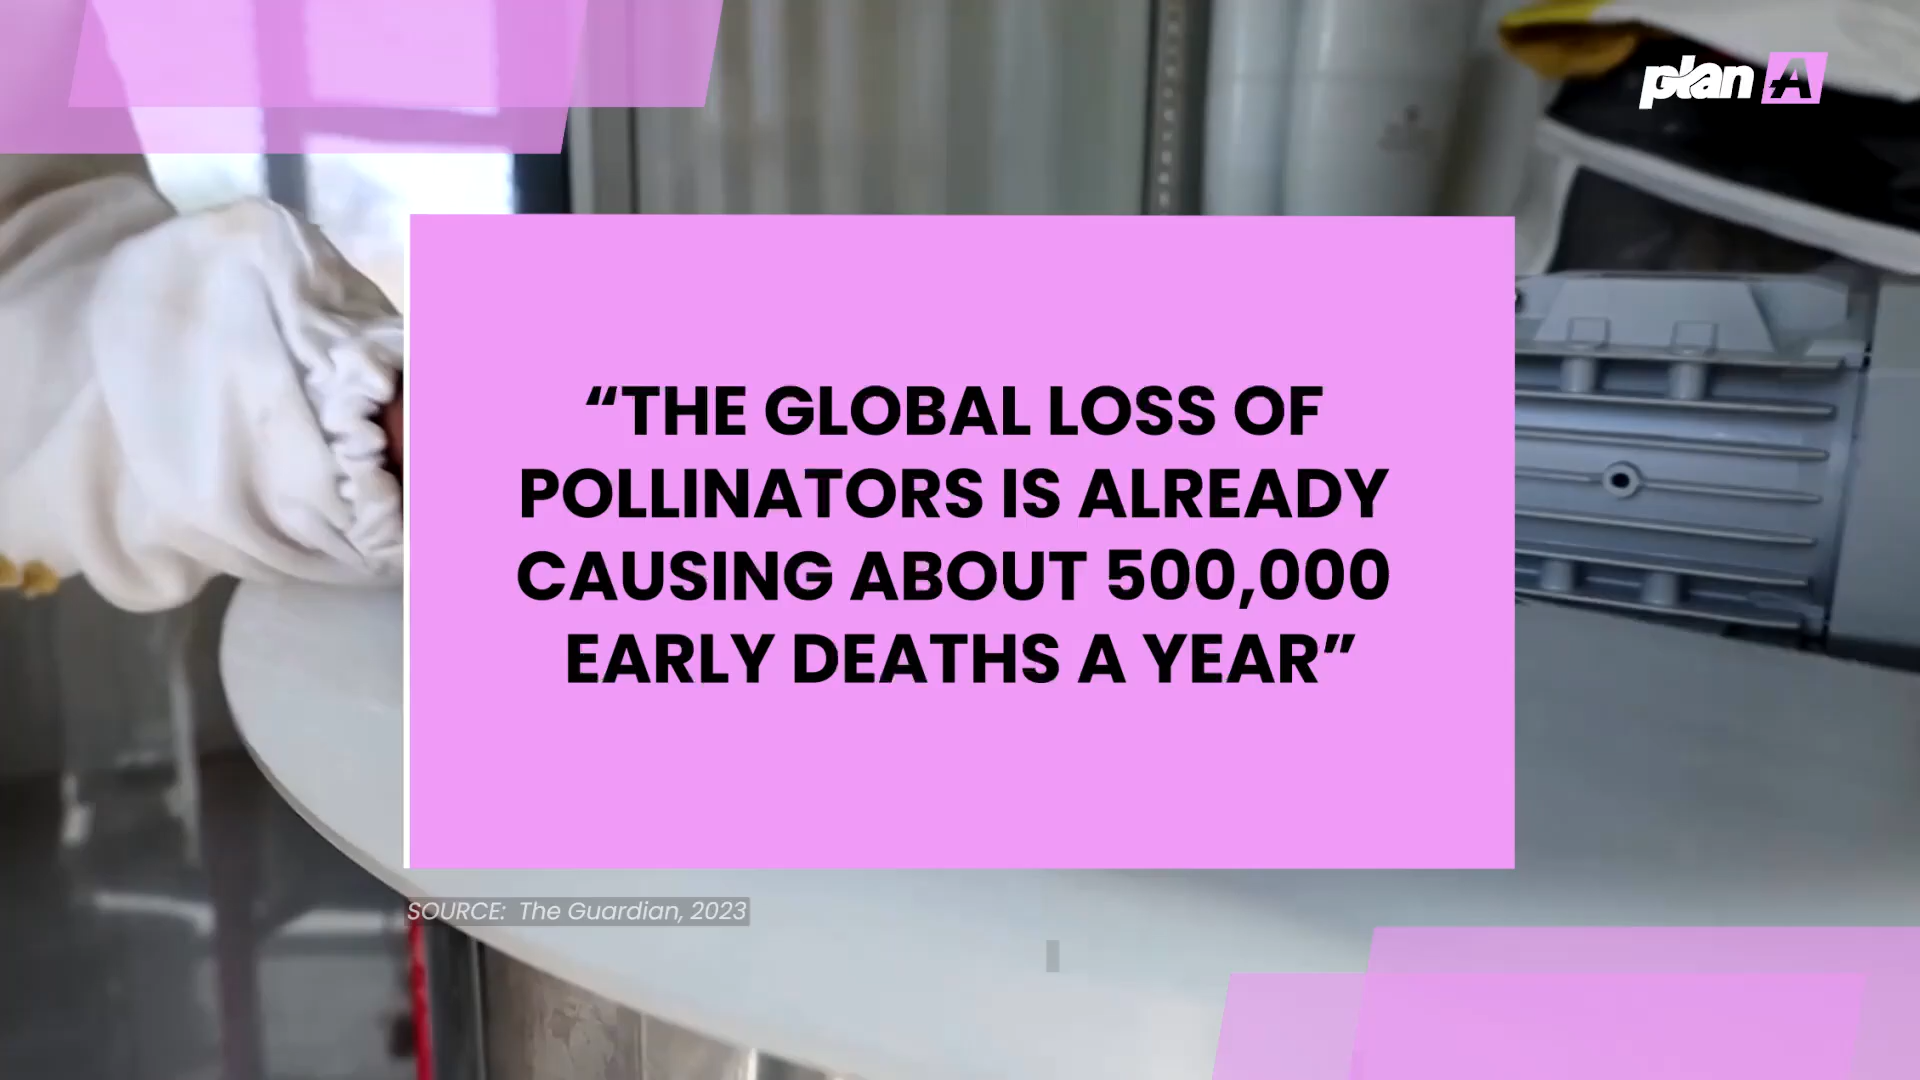 plan A
“THE GLOBAL LOSS OF
POLLINATORS IS ALREADY
CAUSING ABOUT 500,000
EARLY DEATHS A YEAR”
SOURCE: The Guardian, 2023